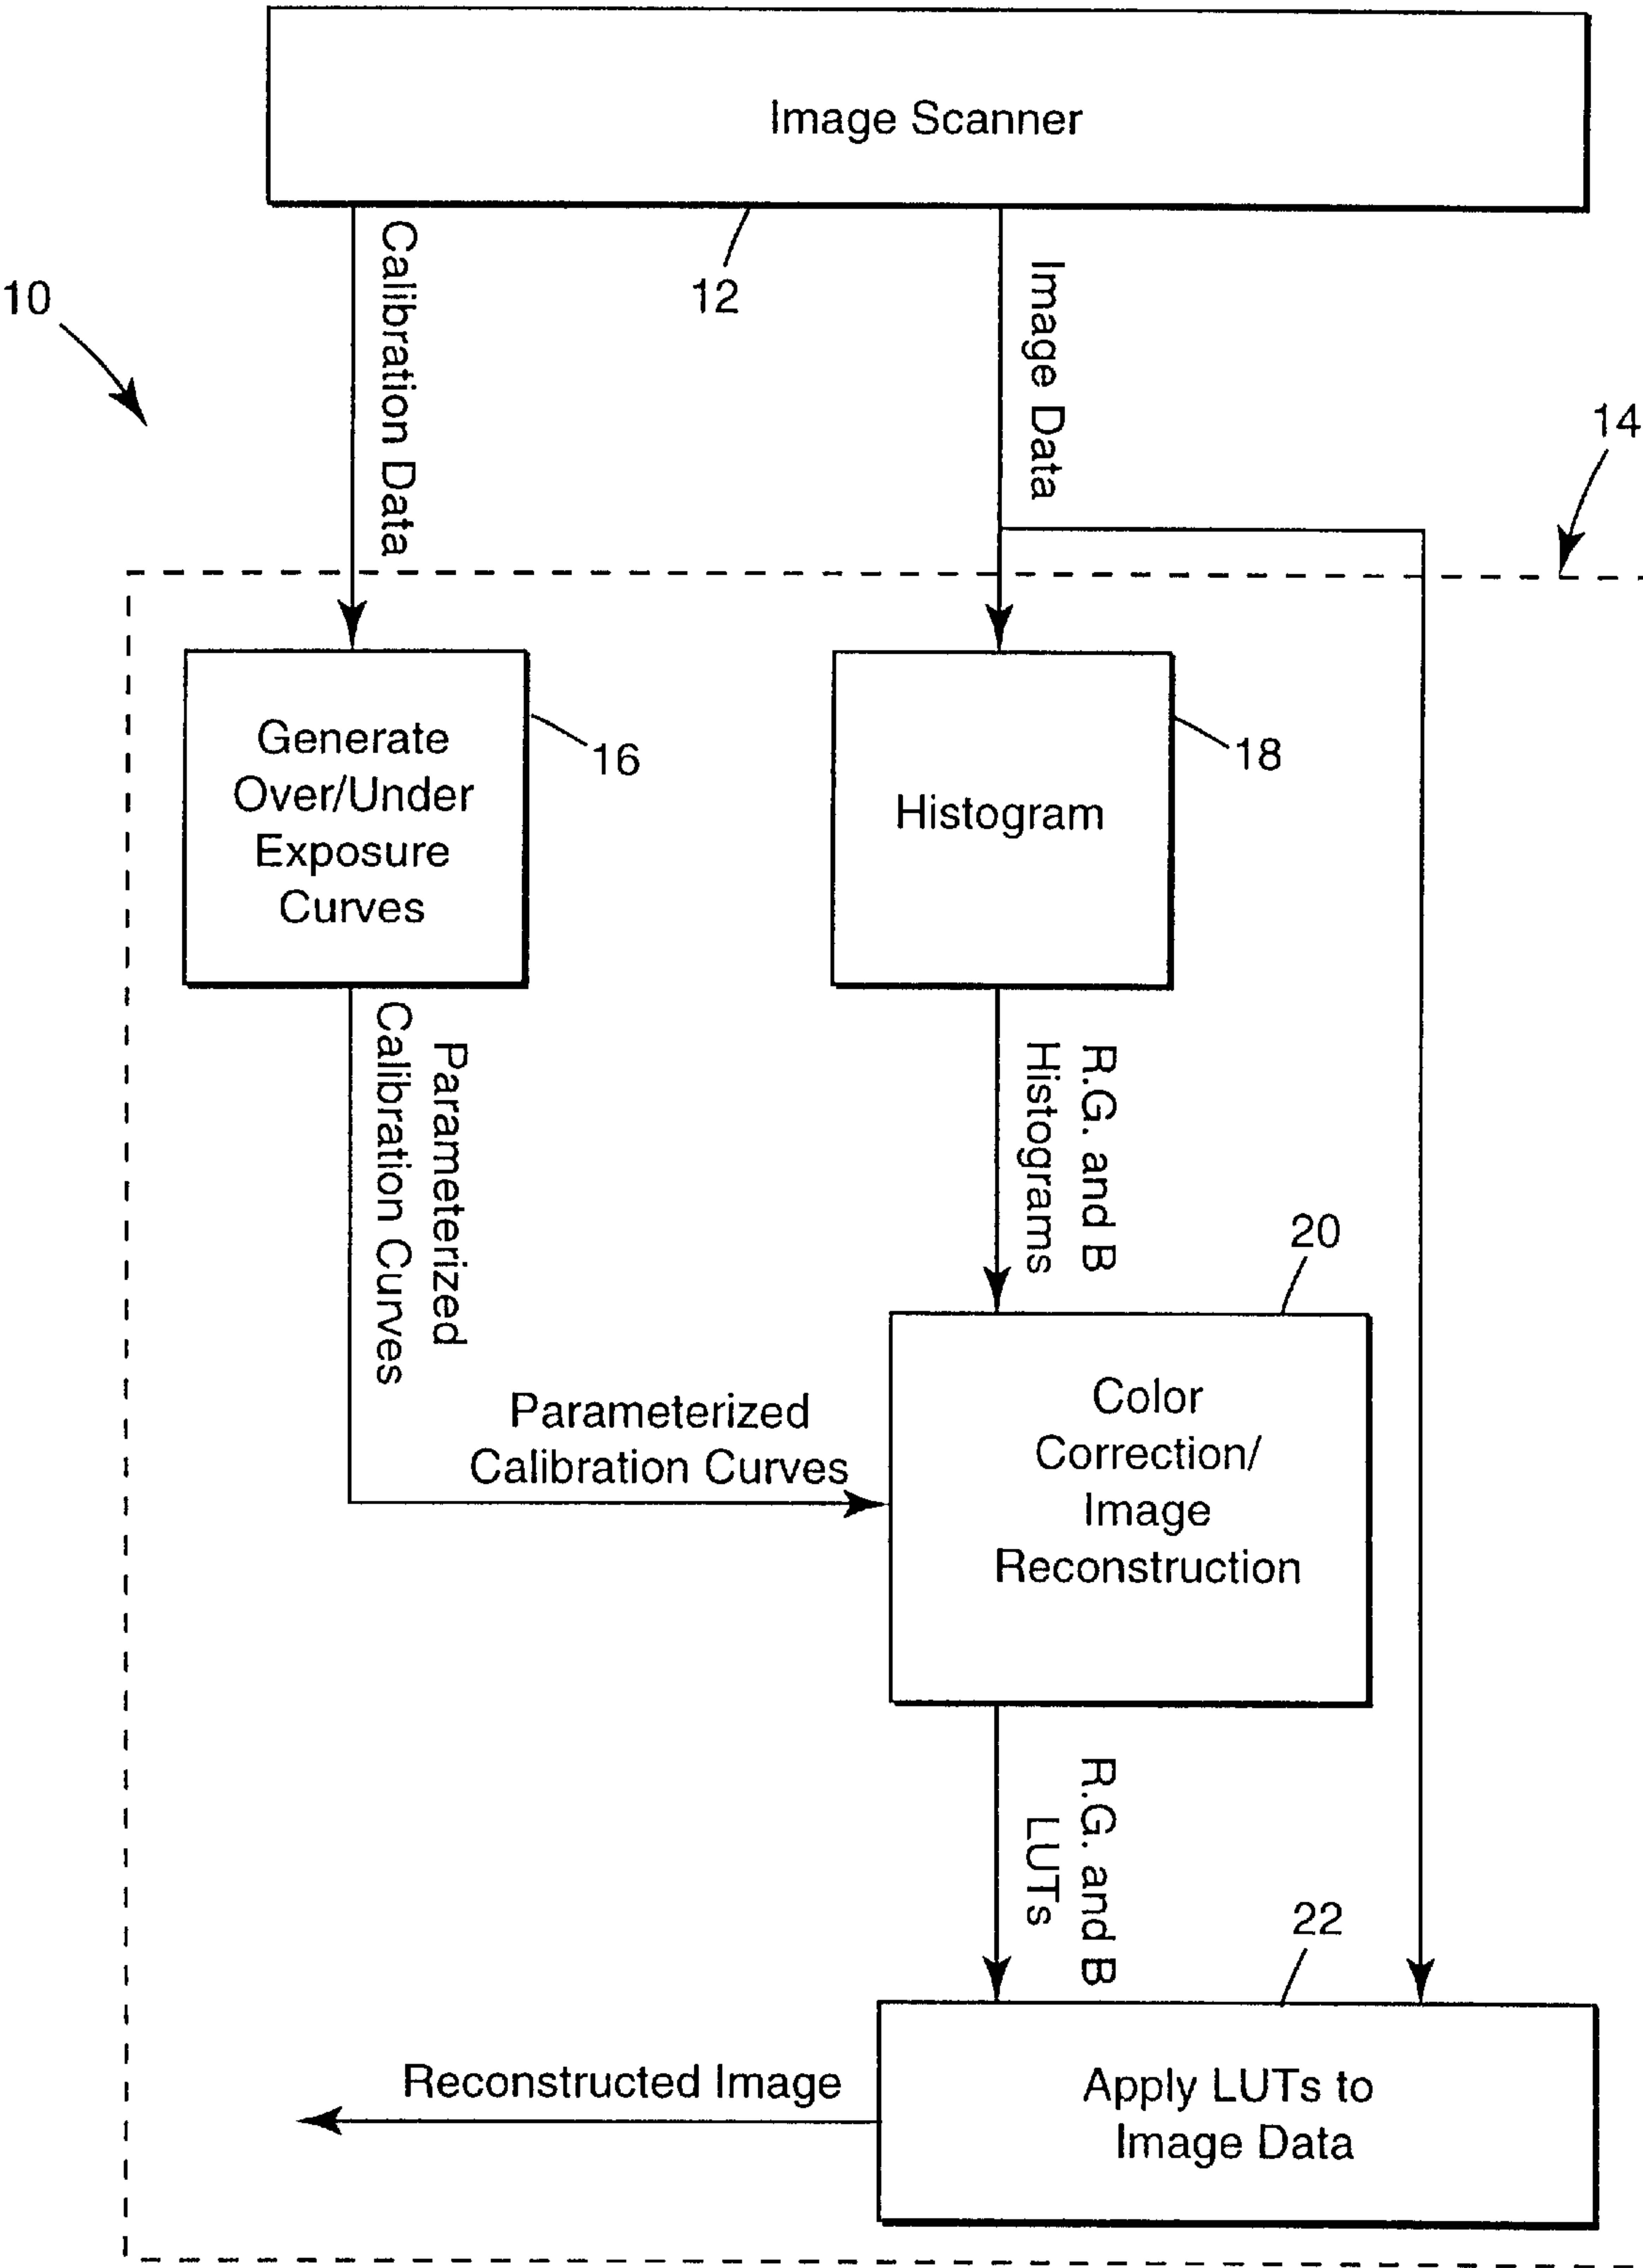 Image Scanner
12
10
Calibration Data
Image Data
14
Generate
Over/Under
Exposure
Curves
16
Histogram
18
Parameterized
Calibration Curves
R.G. and B
Histograms
20
Parameterized
Calibration Curves
Color
Correction/
Image
Reconstruction
R.G. and B
LUTs
22
Reconstructed Image
Apply LUTs to
Image Data